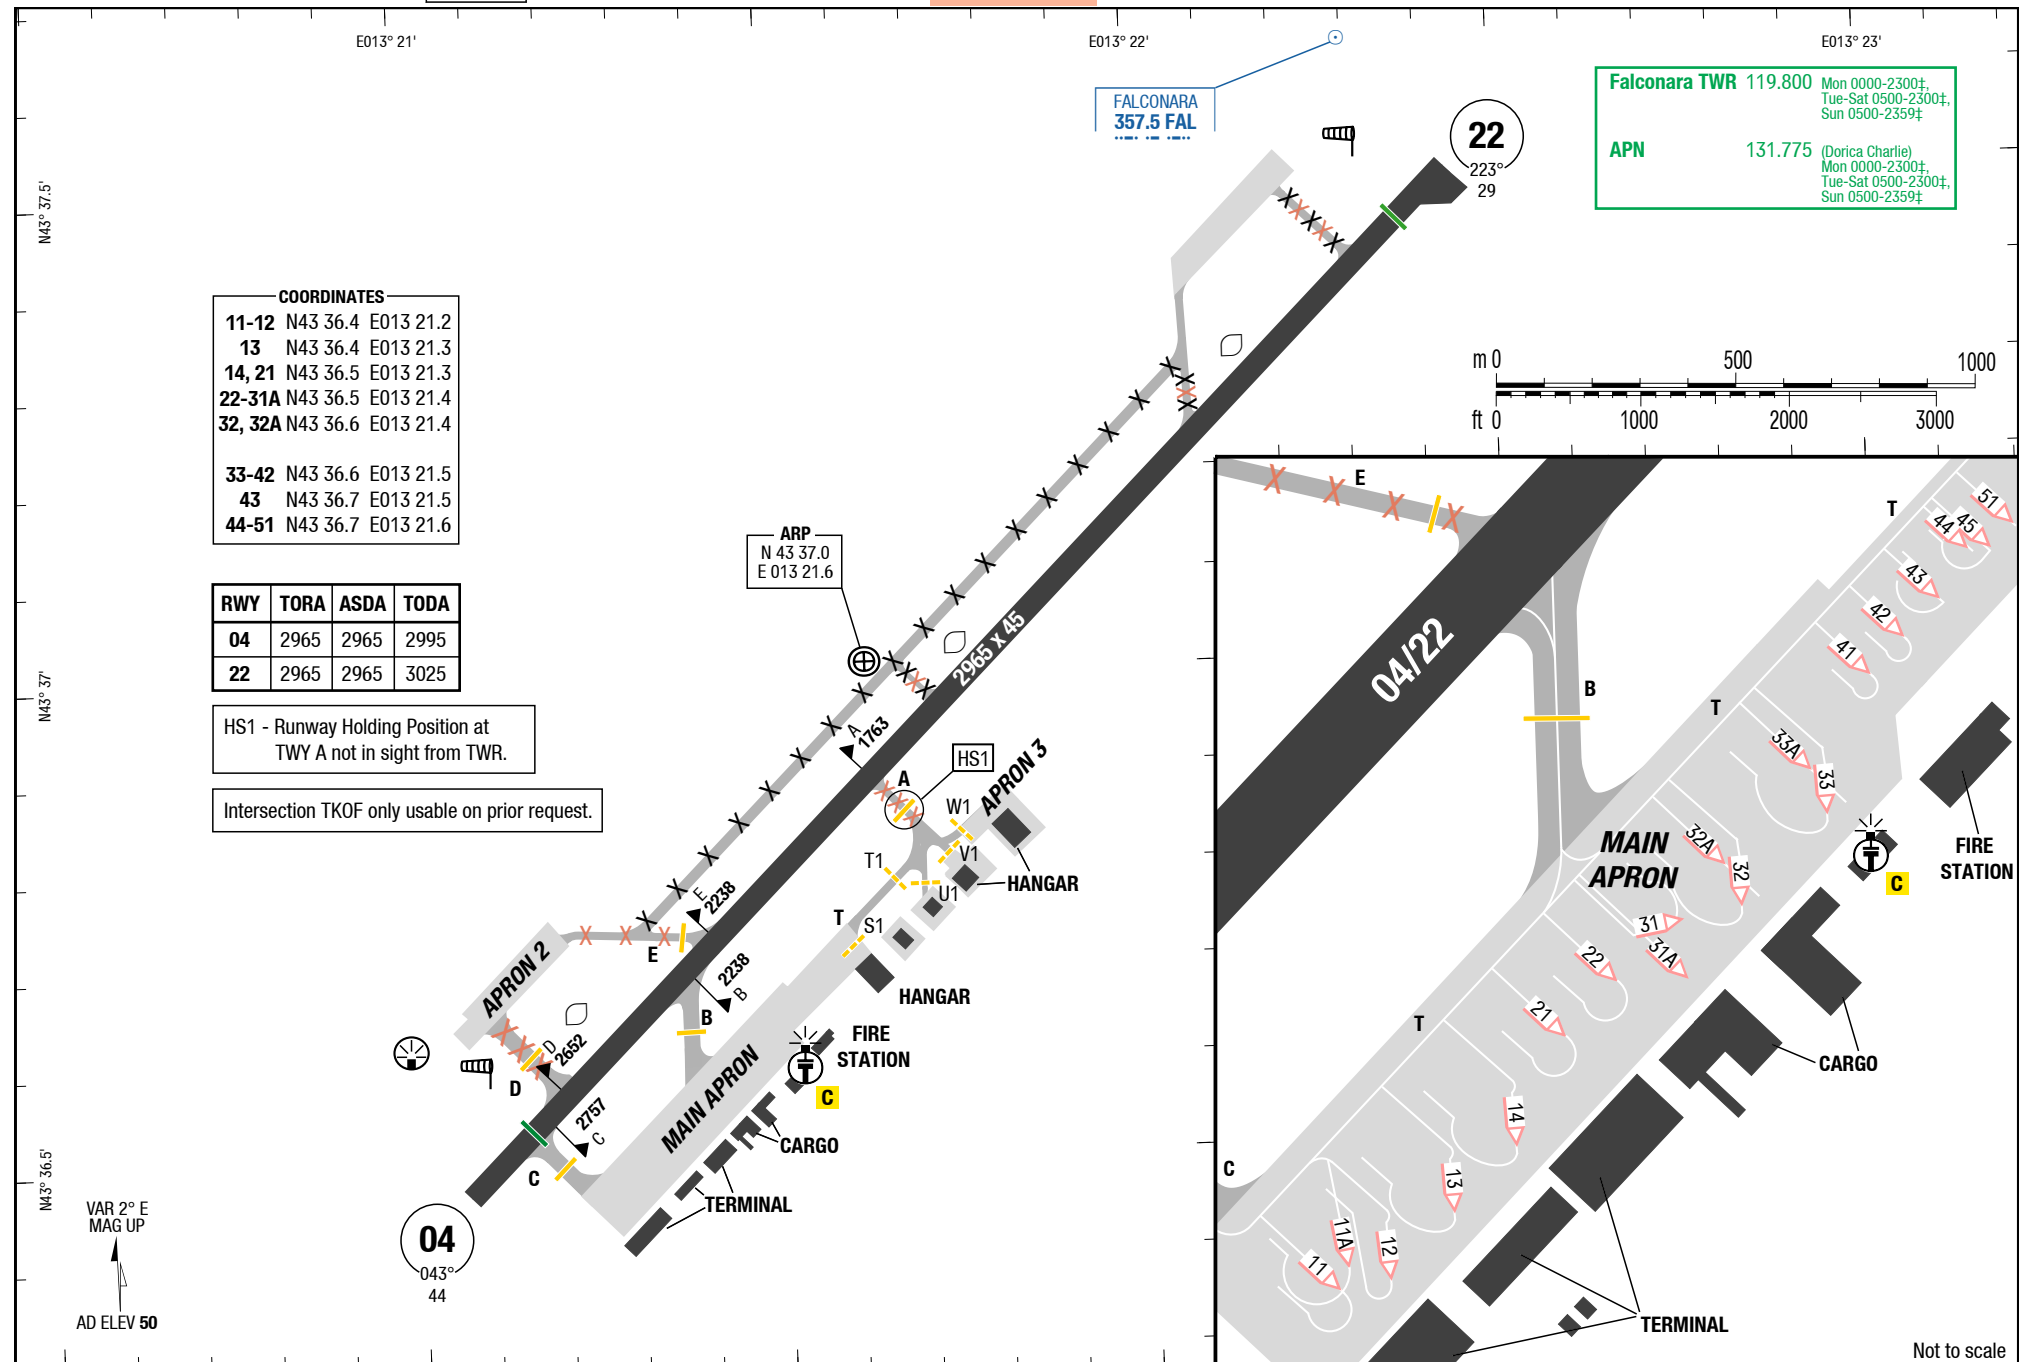 E013° 21'
E013° 22'
E013° 23'
FALCONARA
357.5 FAL
22
223°
29
Falconara TWR 119.800 Mon 0000-2300‡,
Tue-Sat 0500-2300‡,
Sun 0500-2359‡
APN 131.775 (Dorica Charlie)
Mon 0000-2300‡,
Tue-Sat 0500-2300‡,
Sun 0500-2359‡
N43° 37.5'
COORDINATES
11-12 N43 36.4 E013 21.2
13 N43 36.4 E013 21.3
14, 21 N43 36.5 E013 21.3
22-31A N43 36.5 E013 21.4
32, 32A N43 36.6 E013 21.4
33-42 N43 36.6 E013 21.5
43 N43 36.7 E013 21.5
44-51 N43 36.7 E013 21.6
RWY TORA ASDA TODA
04 2965 2965 2995
22 2965 2965 3025
HS1 - Runway Holding Position at
TWY A not in sight from TWR.
Intersection TKOF only usable on prior request.
ARP
N 43 37.0
E 013 21.6
N43° 37'
2965 X 45
m 0 500 1000
ft 0 1000 2000 3000
A
1763
HS1
A
APRON 3
W1
V1
T1
U1
HANGAR
T
S1
HANGAR
E
2238
E
2238
B
B
APRON 2
D
2652
D
FIRE
STATION
C
MAIN APRON
2757
C
C
CARGO
TERMINAL
N43° 36.5'
04
043°
44
VAR 2° E
MAG UP
AD ELEV 50
E
04/22
B
T
51
45
44
43
42
41
T
33A
33
32A
32
MAIN
APRON
31
31A
22
21
T
14
13
12
11A
11
C
FIRE
STATION
C
CARGO
TERMINAL
Not to scale